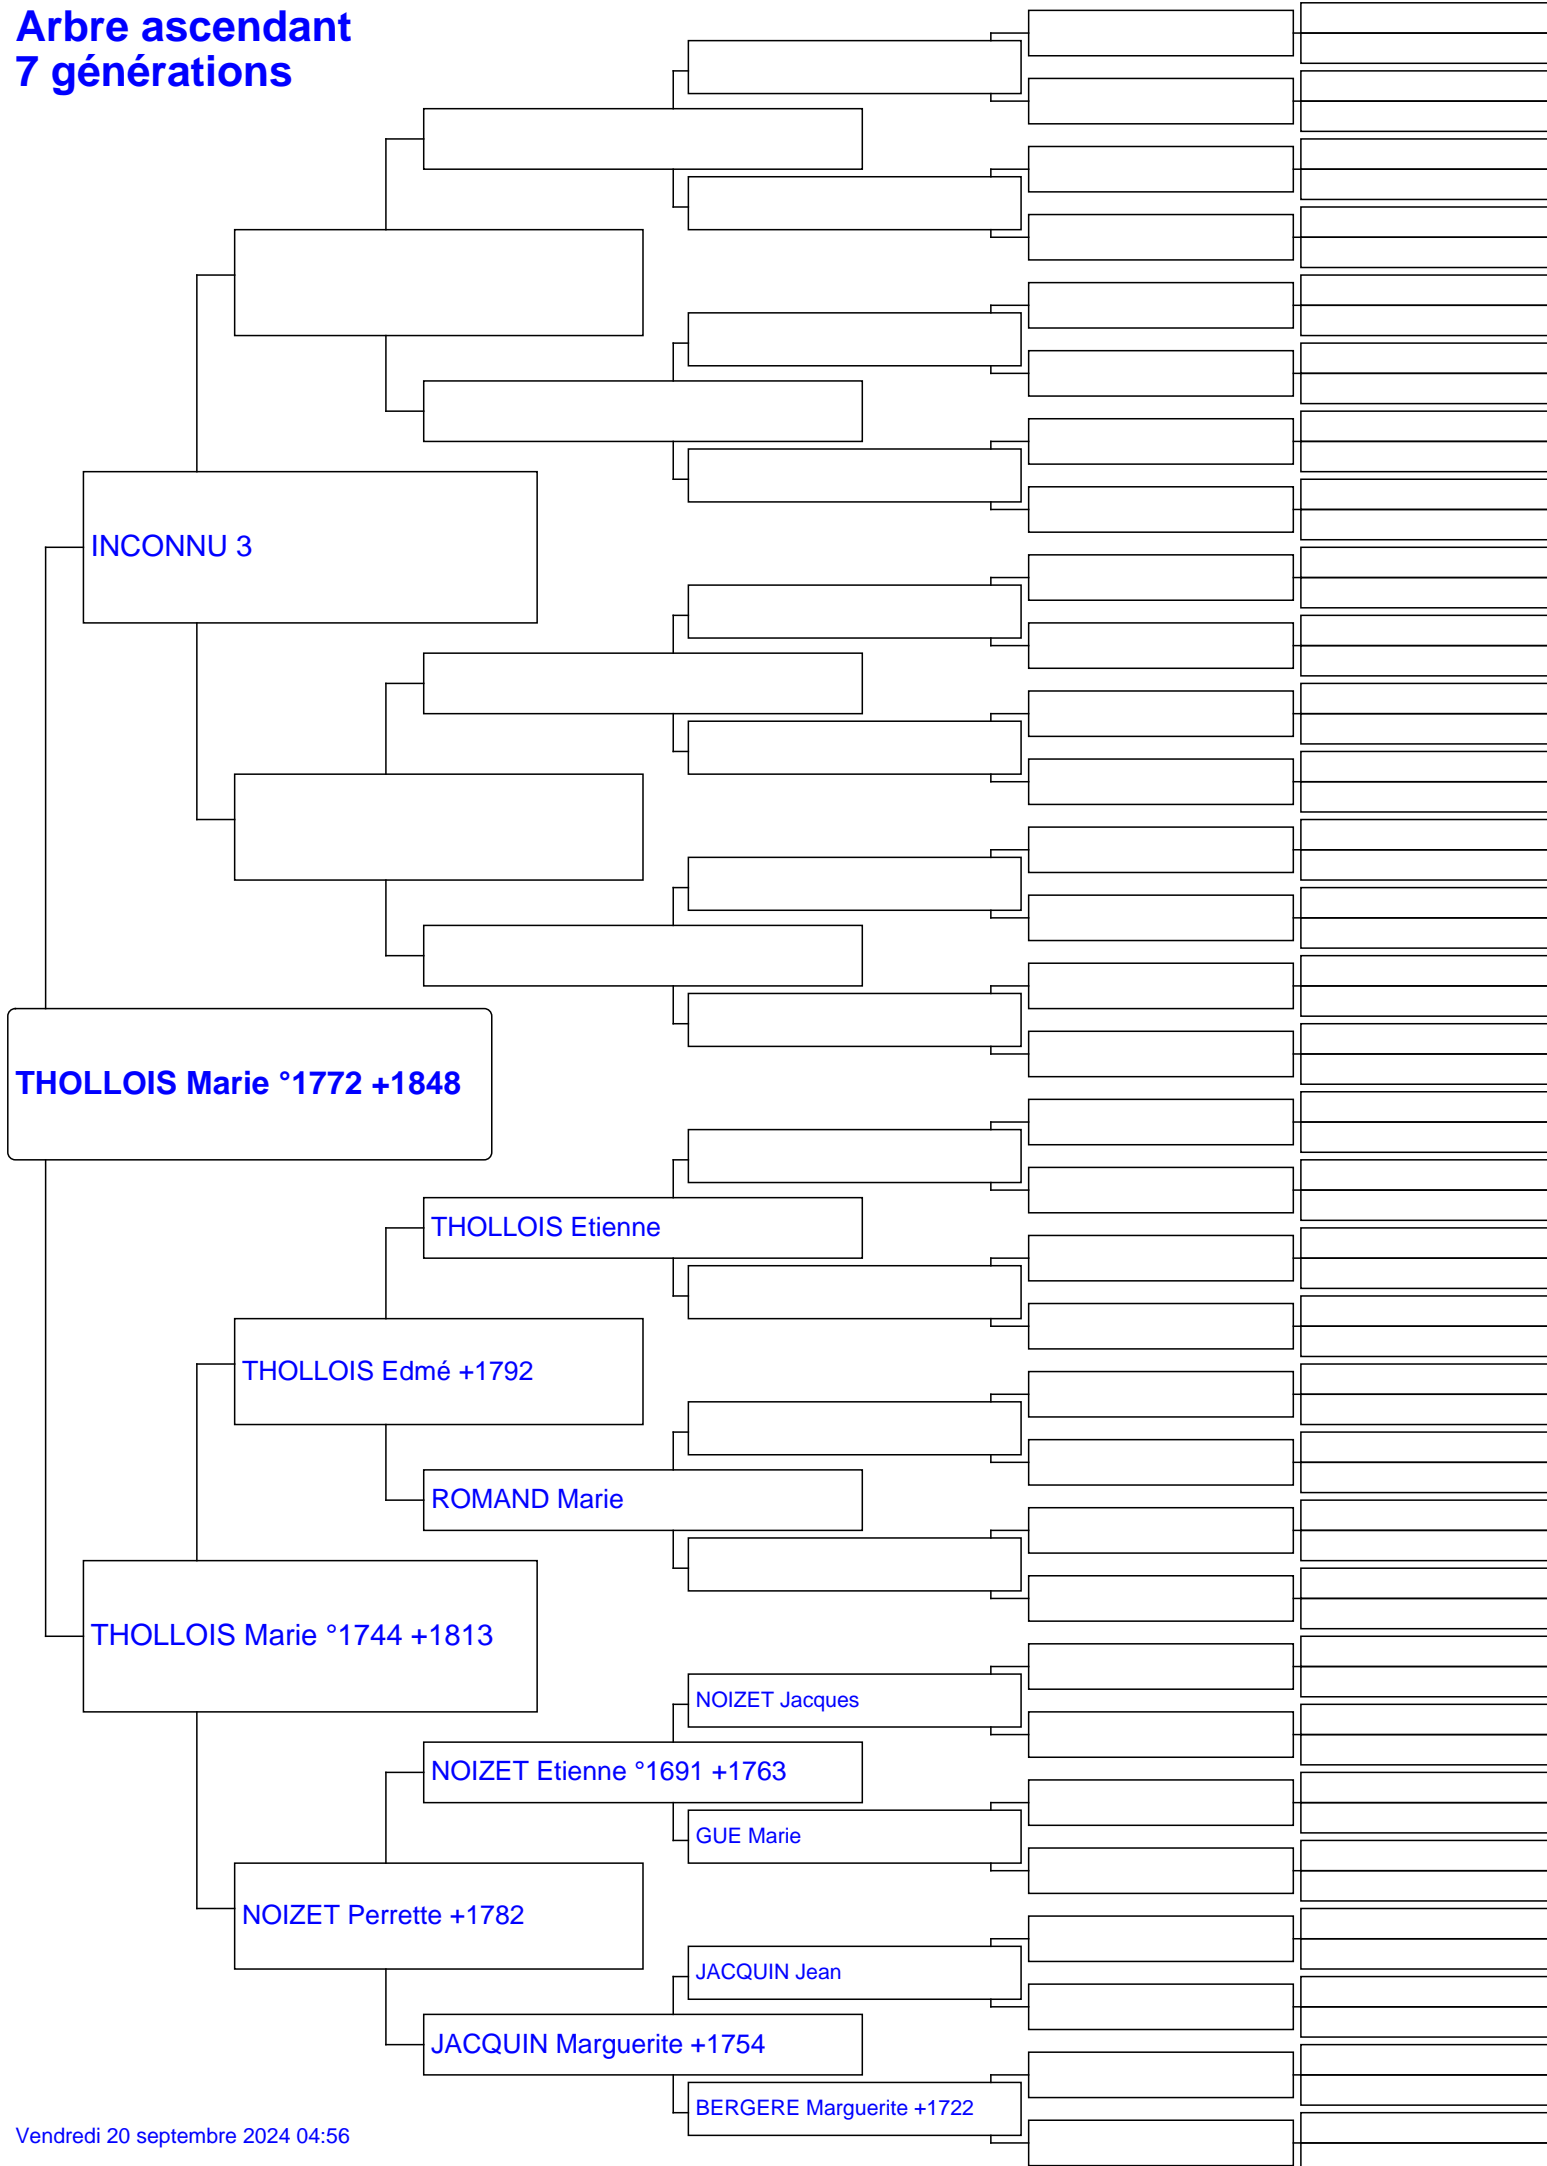 Arbre ascendant
7 générations
INCONNU 3
THOLLOIS Marie °1772 +1848
THOLLOIS Etienne
THOLLOIS Edmé +1792
ROMAND Marie
THOLLOIS Marie °1744 +1813
NOIZET Jacques
NOIZET Etienne °1691 +1763
GUE Marie
NOIZET Perrette +1782
JACQUIN Jean
JACQUIN Marguerite +1754
BERGERE Marguerite +1722
Vendredi 20 septembre 2024 04:56